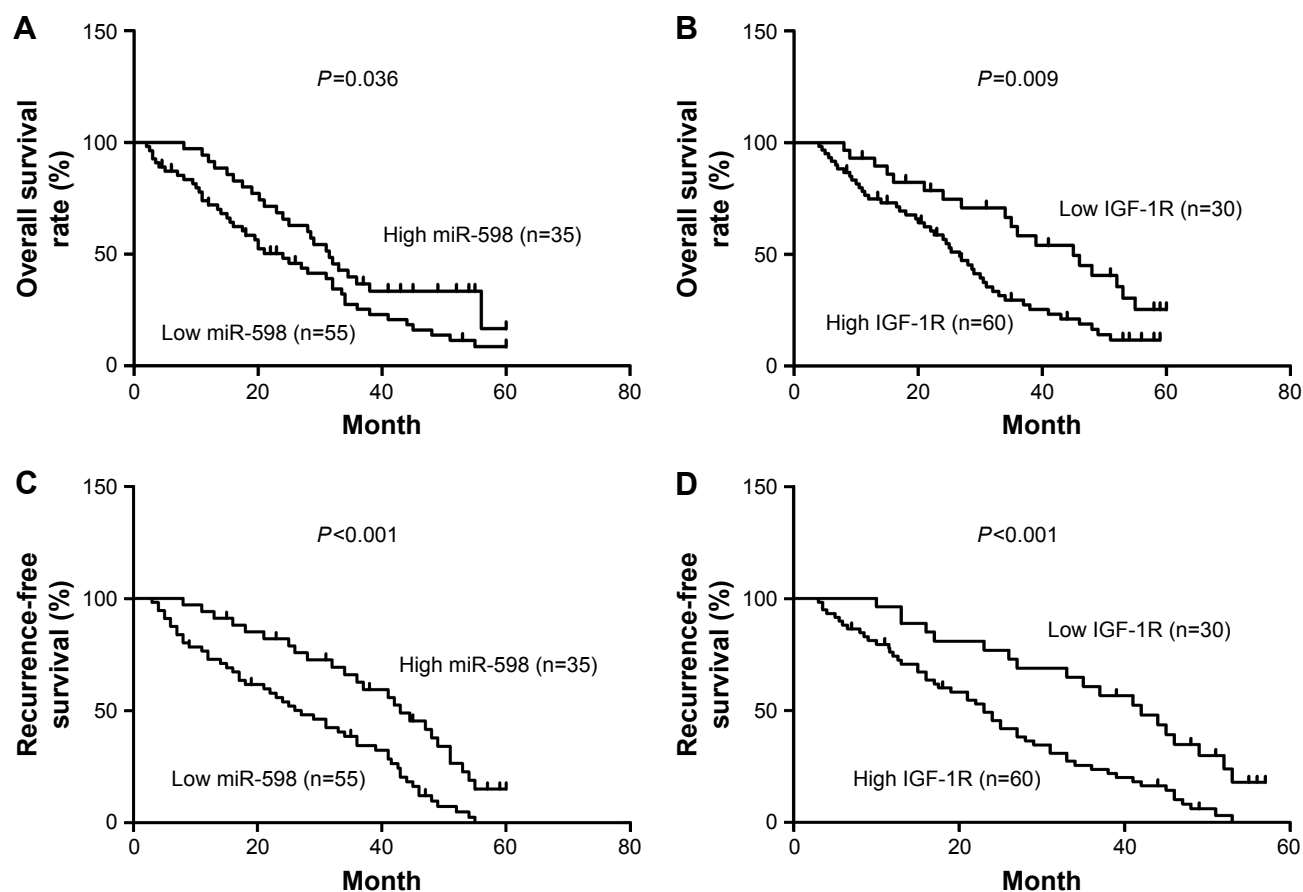 A
150
100
50
0
Overall survival
rate (%)
P=0.036
High miR-598 (n=35)
Low miR-598 (n=55)
0
20
40
60
80
Month
B
150
100
50
0
Overall survival
rate (%)
P=0.009
Low IGF-1R (n=30)
High IGF-1R (n=60)
0
20
40
60
80
Month
C
150
100
50
0
Recurrence-free
survival (%)
P<0.001
High miR-598 (n=35)
Low miR-598 (n=55)
0
20
40
60
80
Month
D
150
100
50
0
Recurrence-free
survival (%)
P<0.001
Low IGF-1R (n=30)
High IGF-1R (n=60)
0
20
40
60
Month